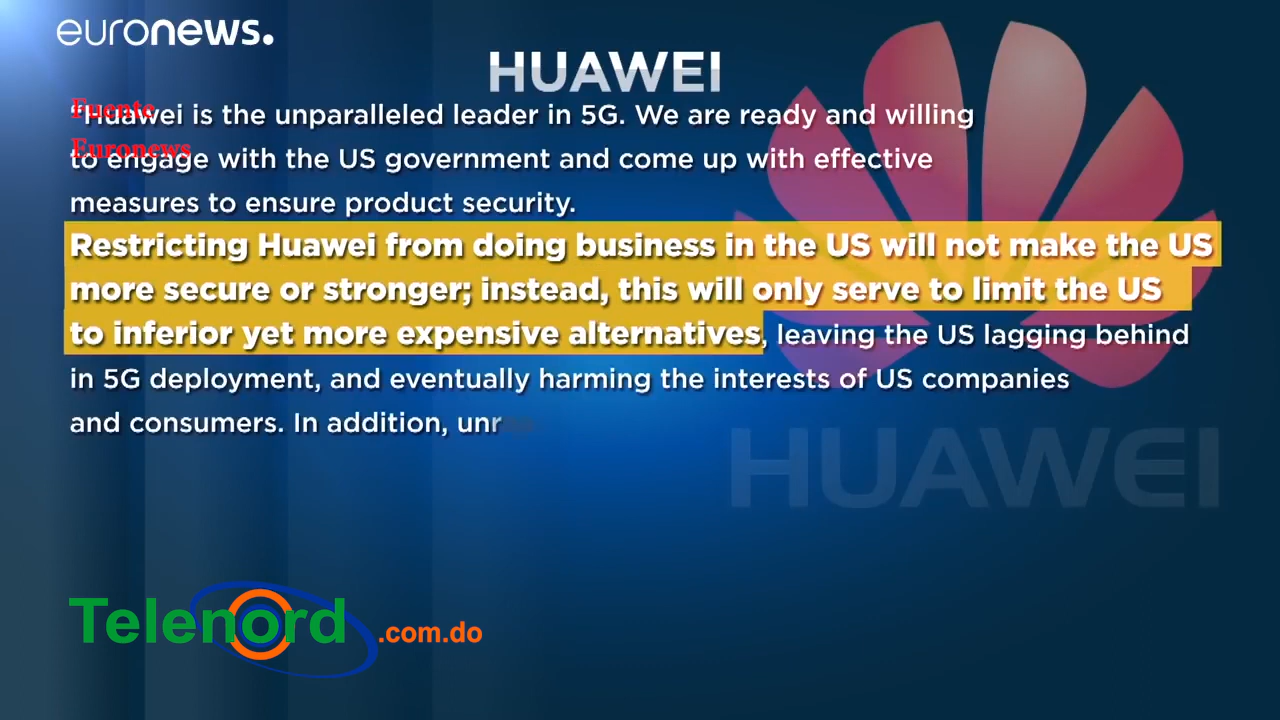 euronews.
HUAWEI
Fuente
Euronews
“Huawei is the unparalleled leader in 5G. We are ready and willing
to engage with the US government and come up with effective
measures to ensure product security.
Restricting Huawei from doing business in the US will not make the US
more secure or stronger; instead, this will only serve to limit the US
to inferior yet more expensive alternatives, leaving the US lagging behind
in 5G deployment, and eventually harming the interests of US companies
and consumers. In addition, unr
HUAWEI
Telenord .com.do